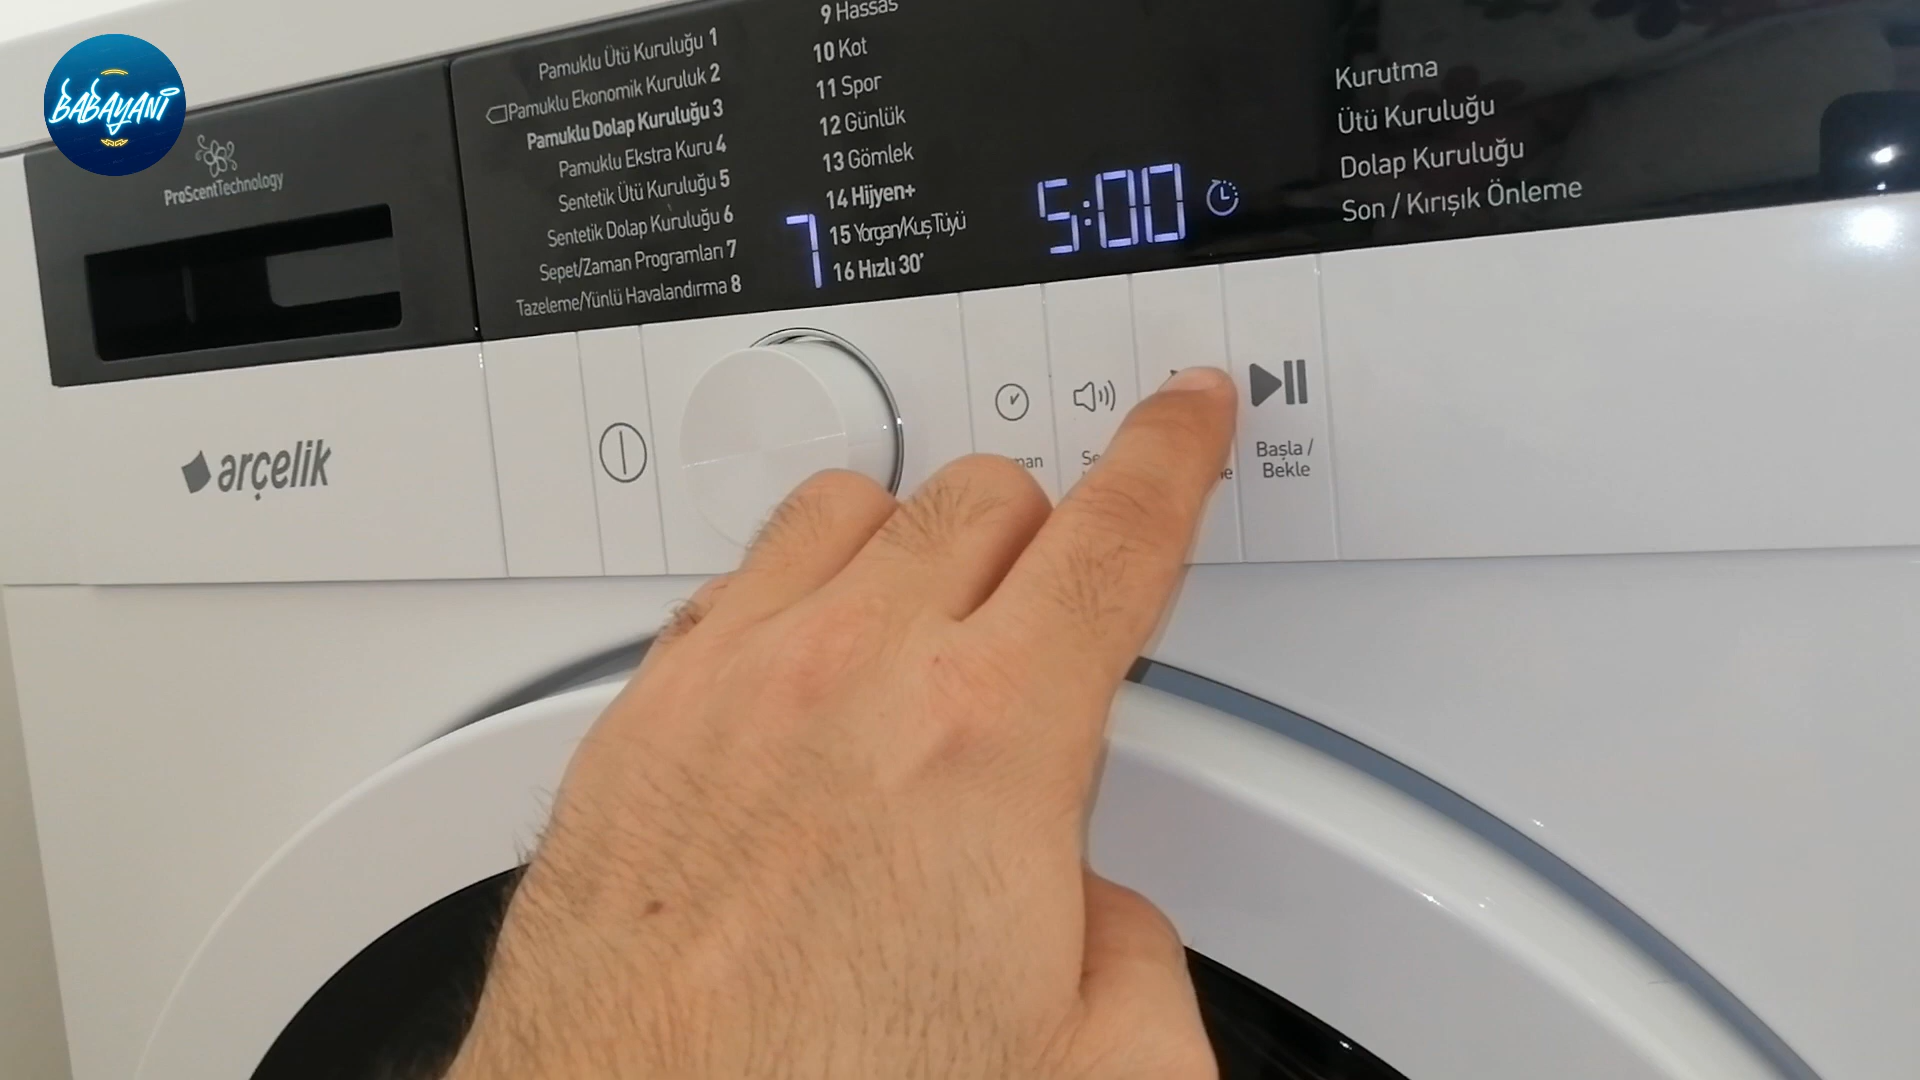 BABAYANİ
ProScentTechnology
Pamuklu Ütü Kuruluğu 1
Pamuklu Ekonomik Kuruluk 2
Pamuklu Dolap Kuruluğu 3
Pamuklu Ekstra Kuru 4
Sentetik Ütü Kuruluğu 5
Sentetik Dolap Kuruluğu 6
Sepet/Zaman Programları 7
Tazeleme/Yünlü Havalandırma 8
7
9 Hassas
10 Kot
11 Spor
12 Günlük
13 Gömlek
14 Hijyen+
15 Yorgan/Kuş Tüyü
16 Hızlı 30'
5:00
Kurutma
Ütü Kuruluğu
Dolap Kuruluğu
Son / Kırışık Önleme
arçelik
Başla /
Bekle